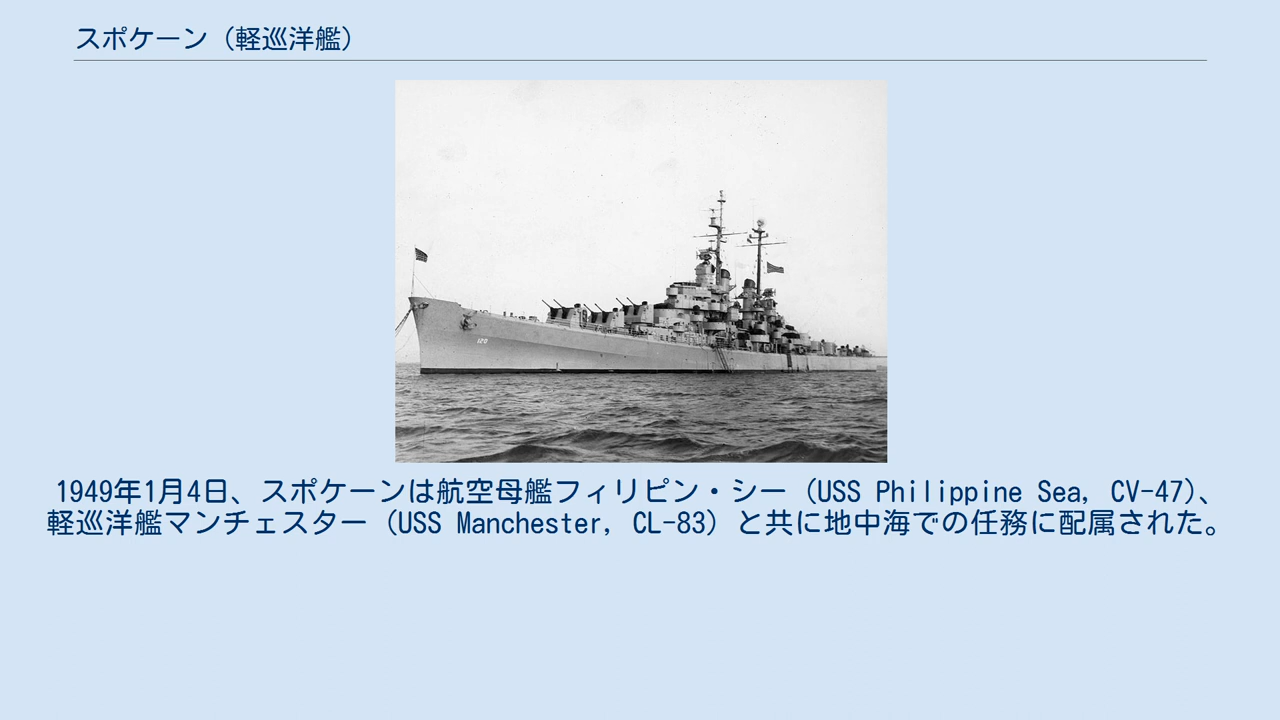 スポケーン（軽巡洋艦）
120
1949年1月4日、スポケーンは航空母艦フィリピン・シー（USS Philippine Sea, CV-47)、
軽巡洋艦マンチェスター（USS Manchester, CL-83）と共に地中海での任務に配属された。